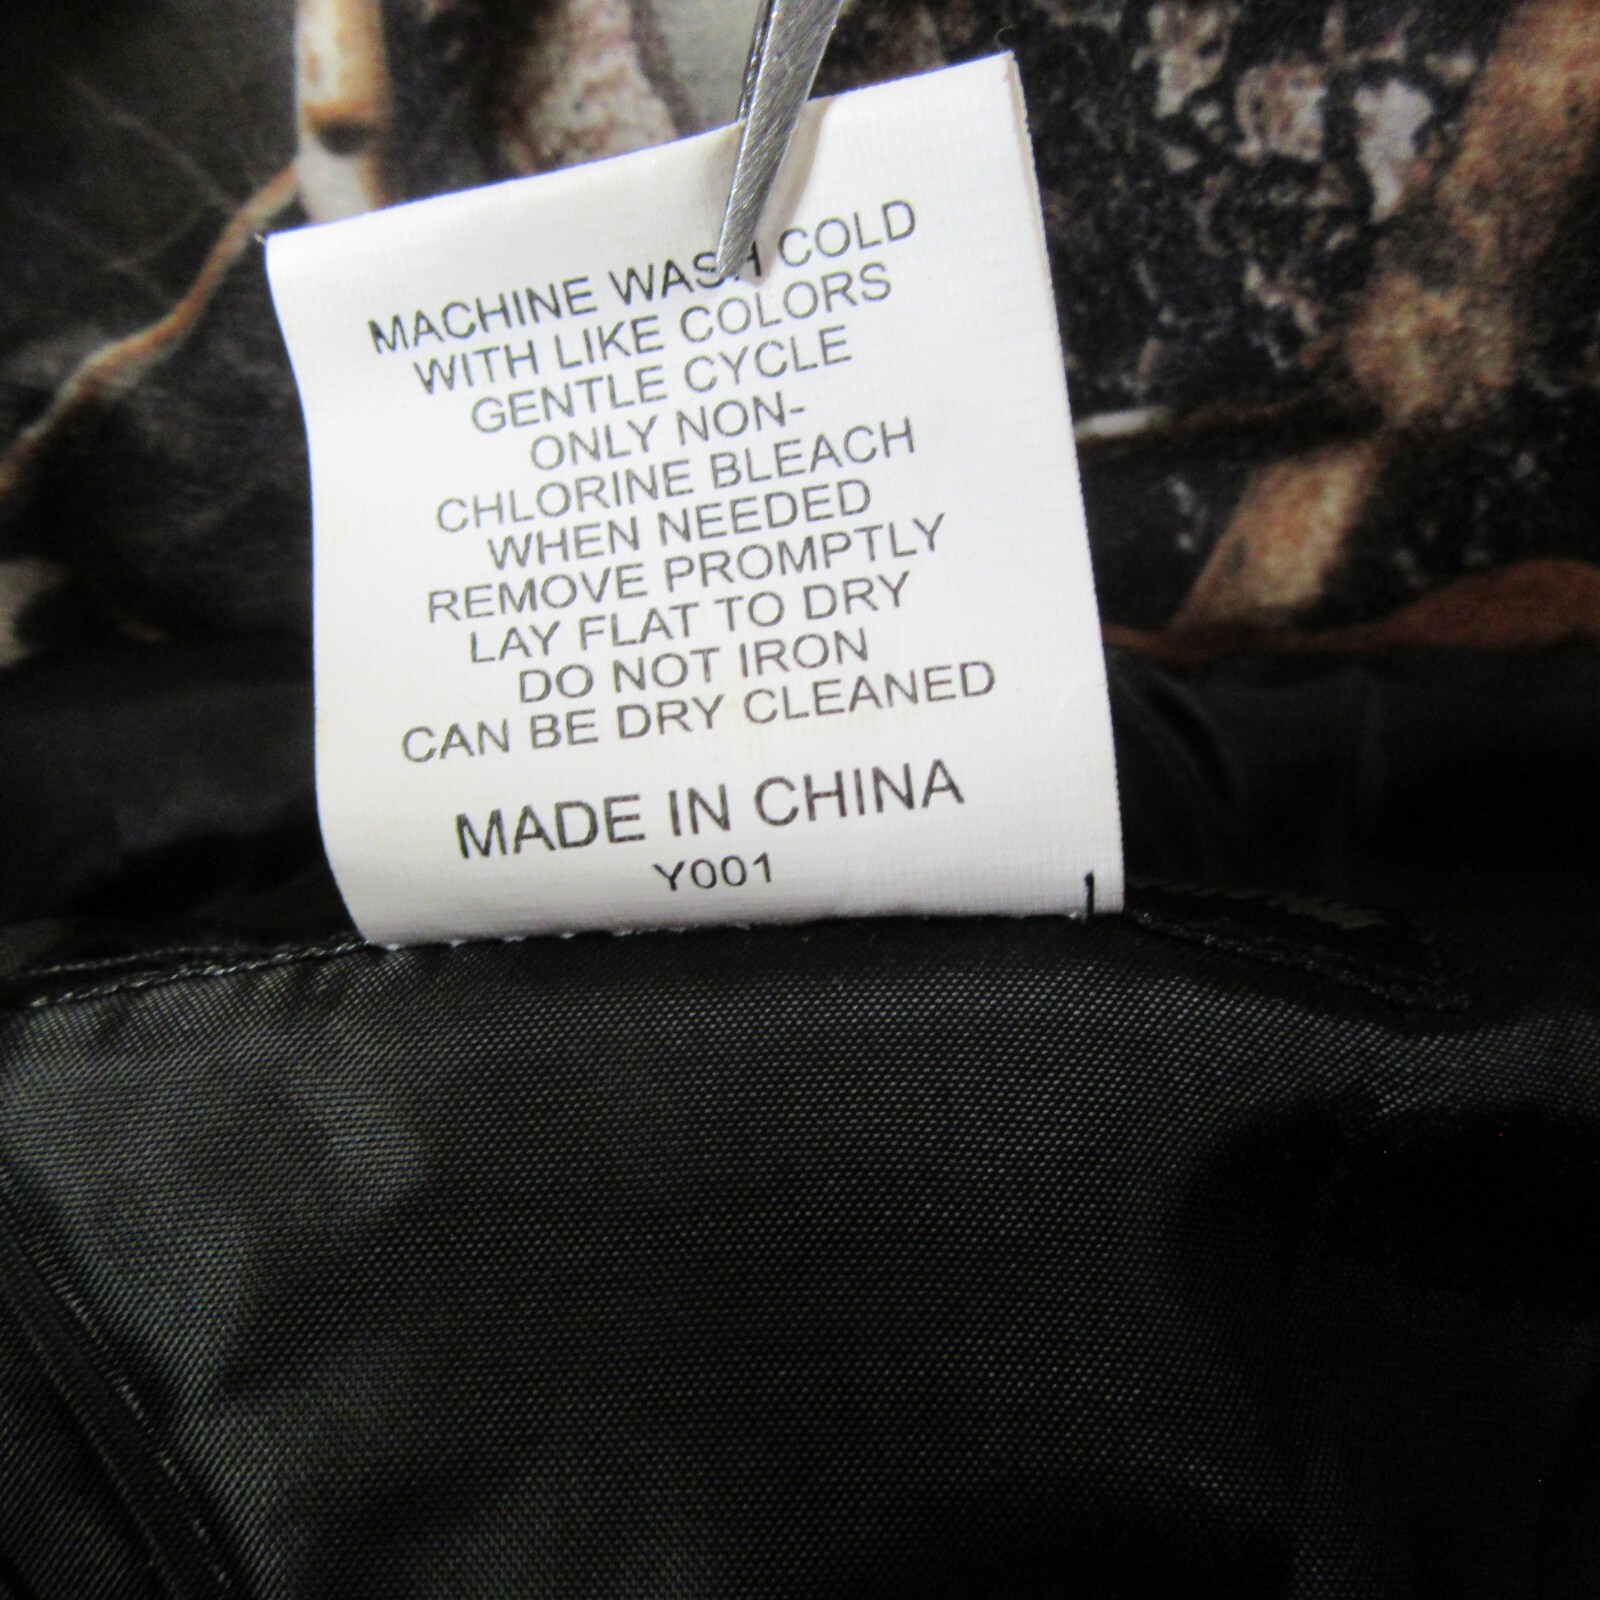 MACHINE WASH COLD
WITH LIKE COLORS
GENTLE CYCLE
ONLY NON-
CHLORINE BLEACH
WHEN NEEDED
REMOVE PROMPTLY
LAY FLAT TO DRY
DO NOT IRON
CAN BE DRY CLEANED
MADE IN CHINA
Y001